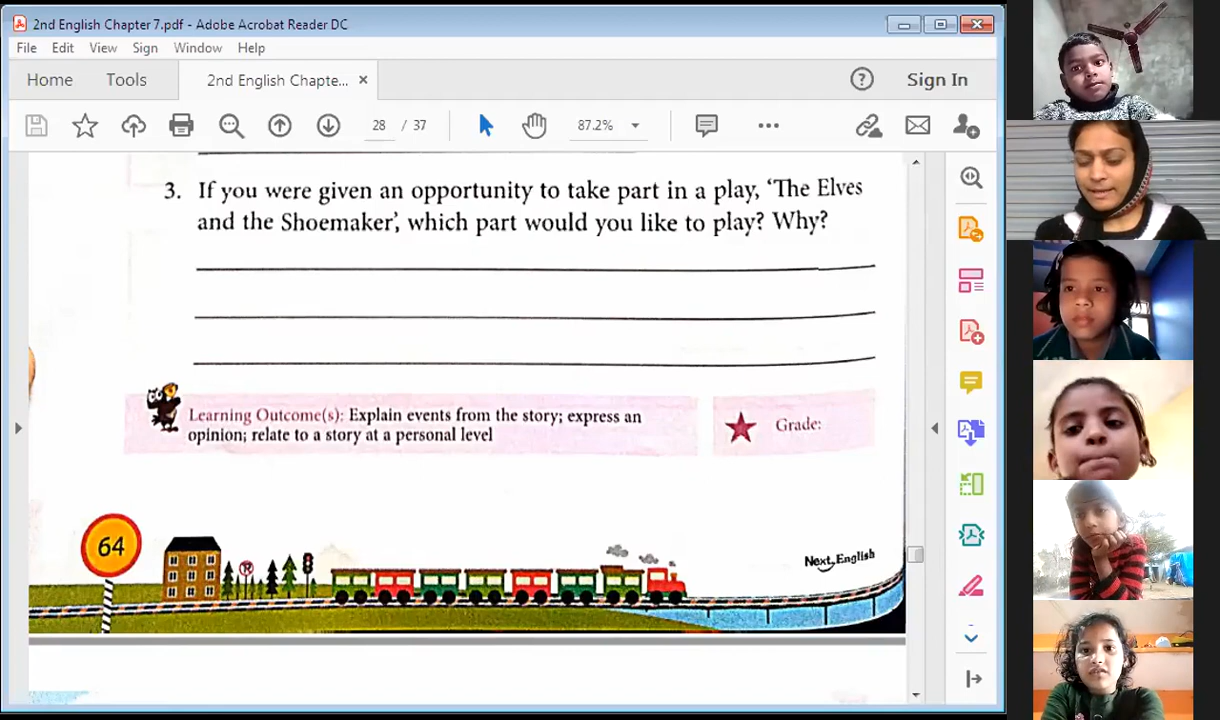 2nd English Chapter 7.pdf - Adobe Acrobat Reader DC
File Edit View Sign Window Help
Home Tools 2nd English Chapte... × Sign In
28 / 37 87.2%
3. If you were given an opportunity to take part in a play, ‘The Elves
and the Shoemaker’, which part would you like to play? Why?
Learning Outcome(s): Explain events from the story; express an
opinion; relate to a story at a personal level
Grade:
64
Next English